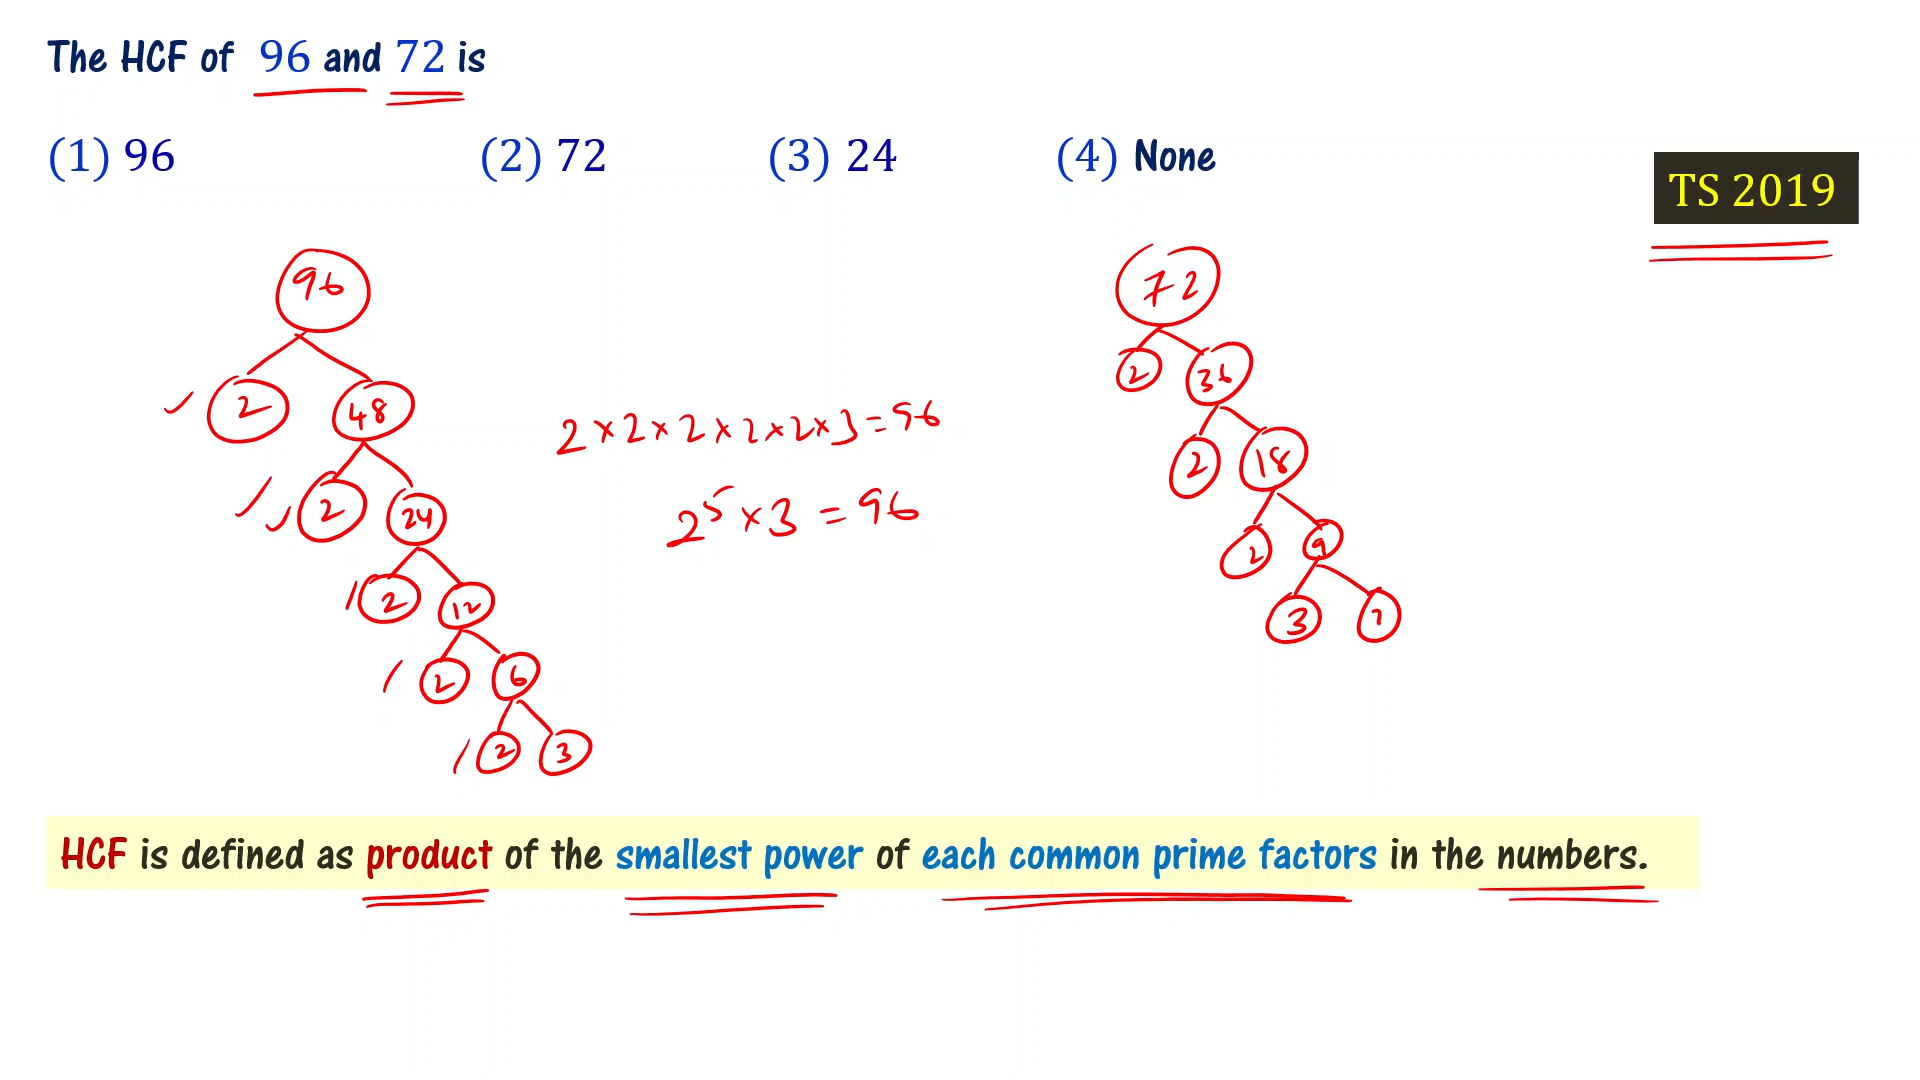 The HCF of 96 and 72 is
(1) 96 (2) 72 (3) 24 (4) None
TS 2019
96
72
2 48
2 36
2 × 2 × 2 × 2 × 2 × 3 = 96
2 24
2 18
2⁵ × 3 = 96
2 12
2 9
3
2 6
2 3
HCF is defined as product of the smallest power of each common prime factors in the numbers.